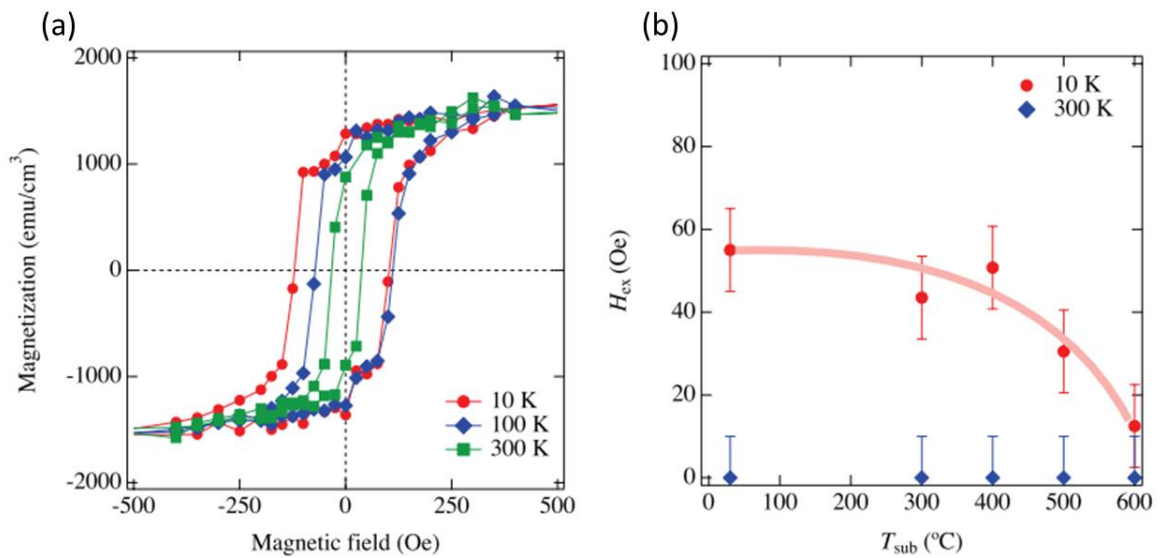 (a)
2000
1000
0
-1000
-2000
Magnetization (emu/cm³)
-500
-250
0
250
500
Magnetic field (Oe)
10 K
100 K
300 K
(b)
100
80
60
40
20
0
Hex (Oe)
0
100
200
300
400
500
600
Tsub (ºC)
10 K
300 K